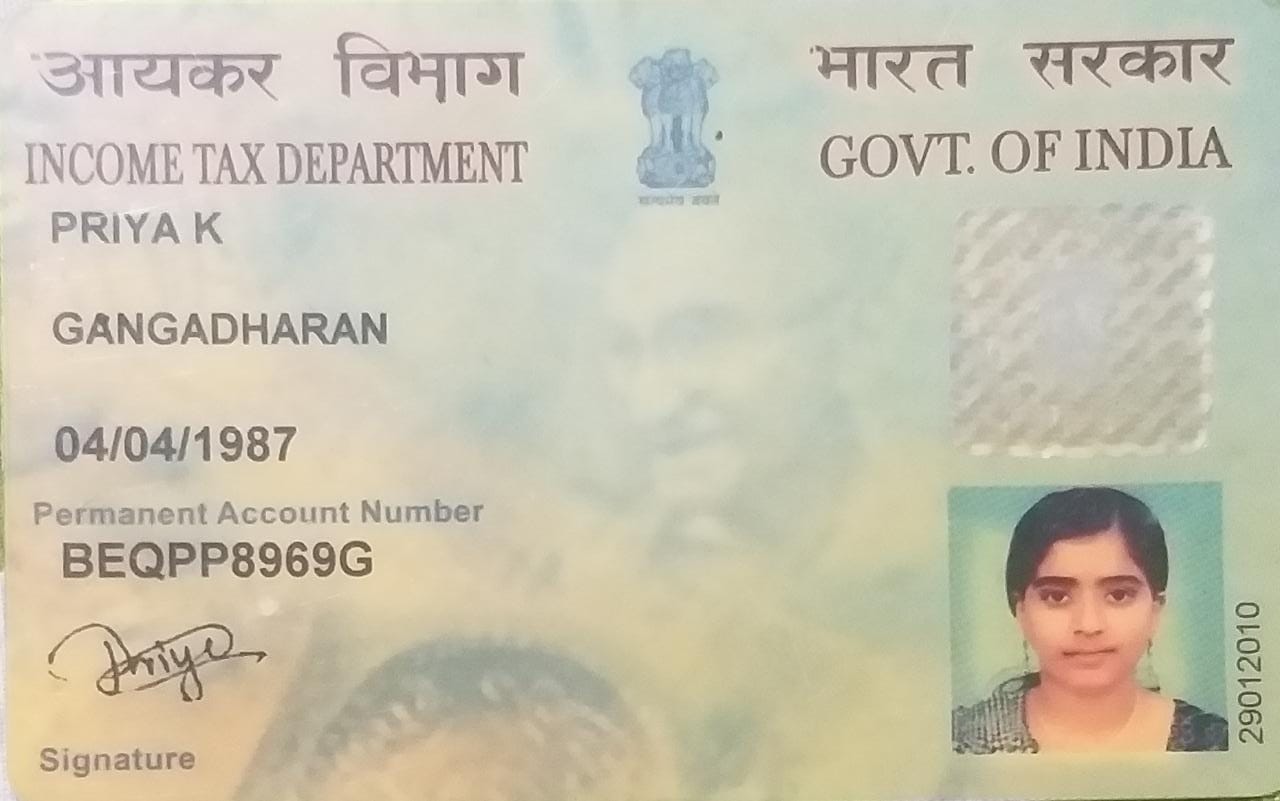 आयकर विभाग
भारत सरकार
INCOME TAX DEPARTMENT
GOVT. OF INDIA
सत्यमेव जयते
PRIYA K
GANGADHARAN
04/04/1987
Permanent Account Number
BEQPP8969G
Priya
Signature
29012010